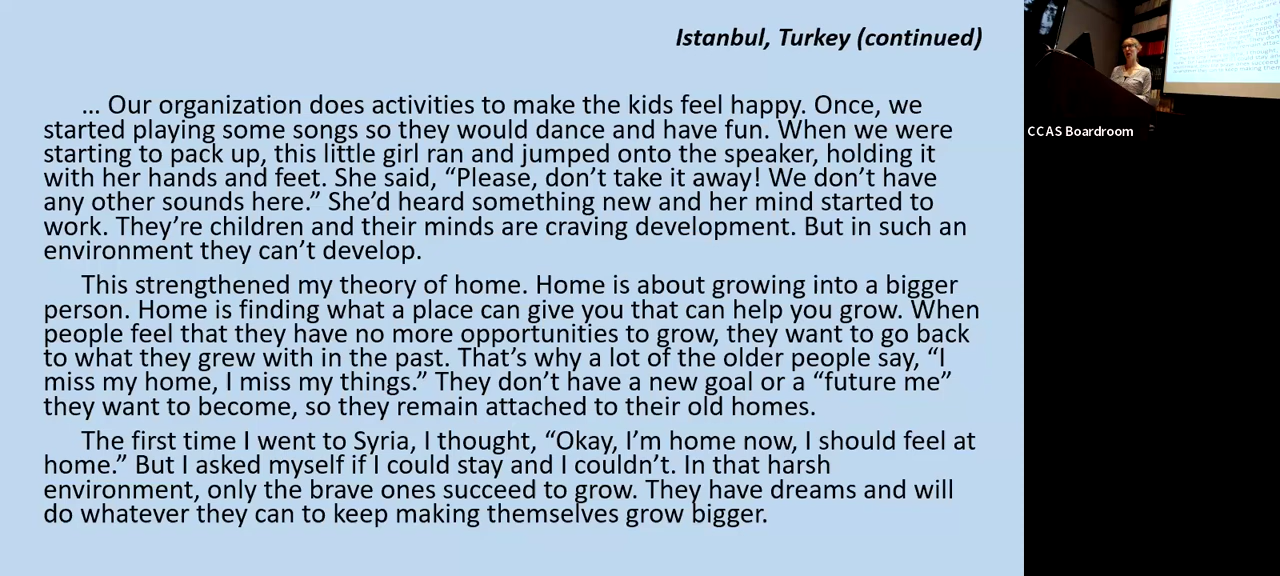 Istanbul, Turkey (continued)
… Our organization does activities to make the kids feel happy. Once, we
started playing some songs so they would dance and have fun. When we were
starting to pack up, this little girl ran and jumped onto the speaker, holding it
with her hands and feet. She said, “Please, don’t take it away! We don’t have
any other sounds here.” She’d heard something new and her mind started to
work. They’re children and their minds are craving development. But in such an
environment they can’t develop.
This strengthened my theory of home. Home is about growing into a bigger
person. Home is finding what a place can give you that can help you grow. When
people feel that they have no more opportunities to grow, they want to go back
to what they grew with in the past. That’s why a lot of the older people say, “I
miss my home, I miss my things.” They don’t have a new goal or a “future me”
they want to become, so they remain attached to their old homes.
The first time I went to Syria, I thought, “Okay, I’m home now, I should feel at
home.” But I asked myself if I could stay and I couldn’t. In that harsh
environment, only the brave ones succeed to grow. They have dreams and will
do whatever they can to keep making themselves grow bigger.
CCAS Boardroom